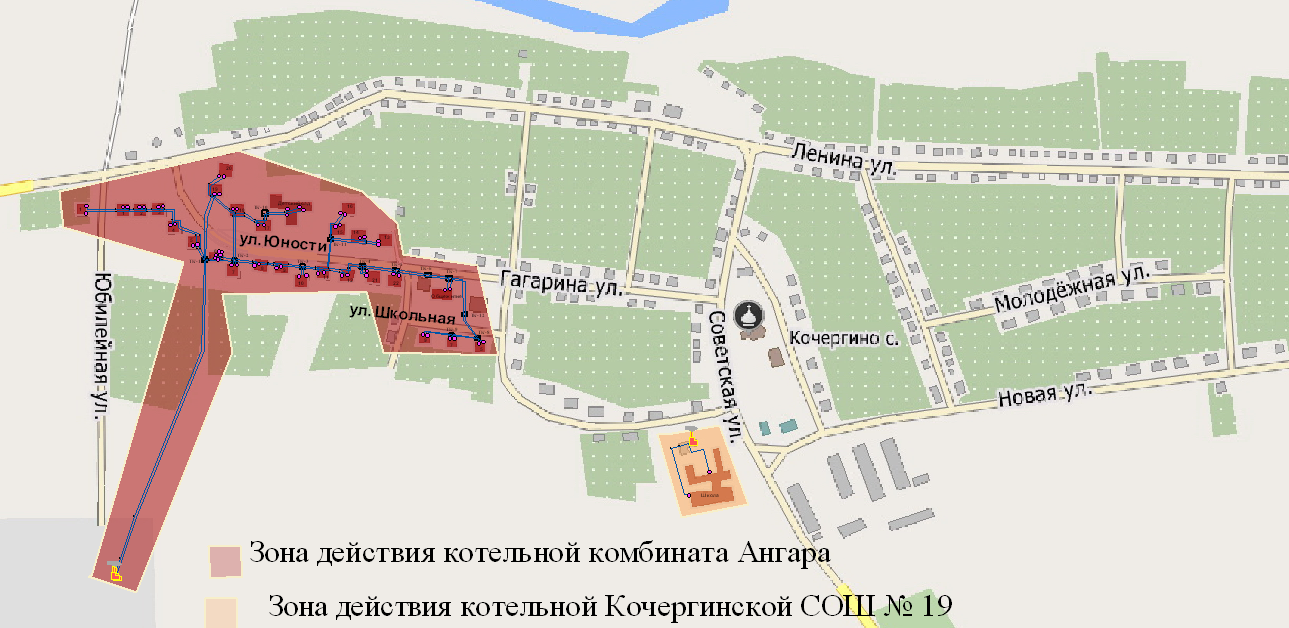 Ленина ул.
ул. Юности
Гагарина ул.
Молодёжная ул.
Юбилейная ул.
ул. Школьная
Советская ул.
Кочергино с.
Новая ул.
Зона действия котельной комбината Ангара
Зона действия котельной Кочергинской СОШ № 19